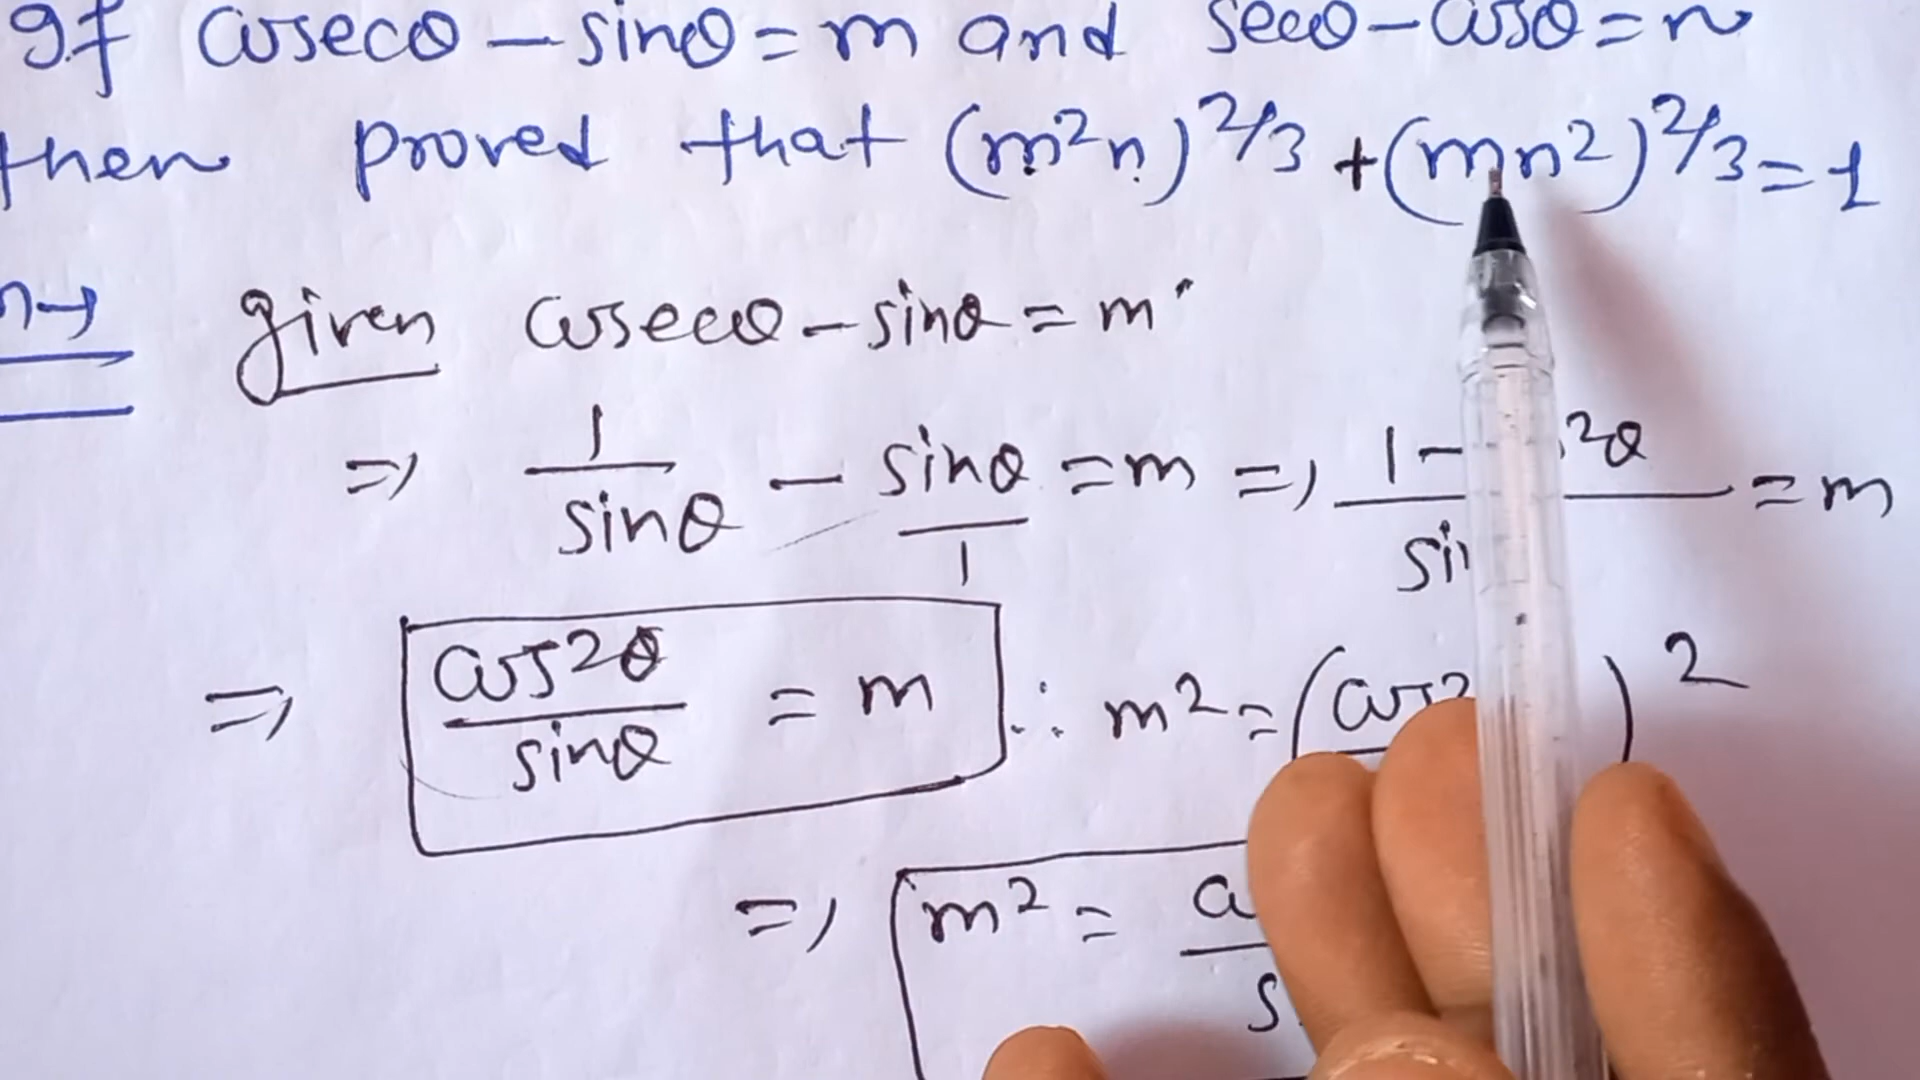 If cosecθ - sinθ = m and secθ - cosθ = n
then proved that (m²n)^2/3 + (mn²)^2/3 = 1
given cosecθ - sinθ = m
=> 1/sinθ - sinθ/1 = m => = m
=> cos²θ/sinθ = m ∴ m² = ( )²
=> m² =